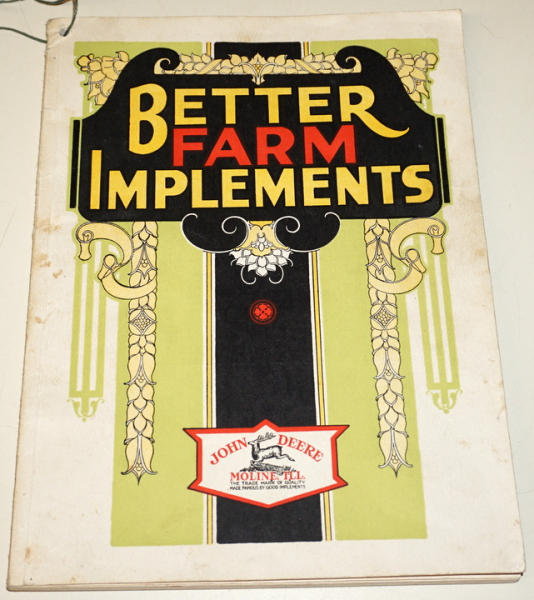 BETTER
FARM
IMPLEMENTS
JOHN DEERE
MOLINE, ILL.
THE TRADE MARK OF QUALITY
MADE FAMOUS BY GOOD IMPLEMENTS